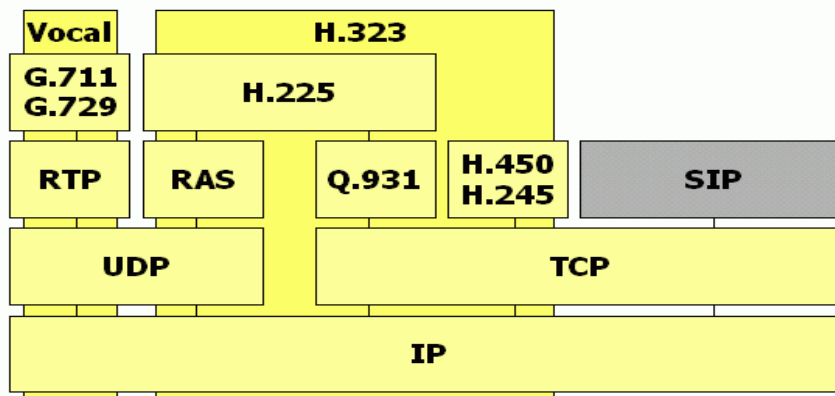 Vocal
H.323
G.711
G.729
H.225
RTP
RAS
Q.931
H.450
H.245
SIP
UDP
TCP
IP